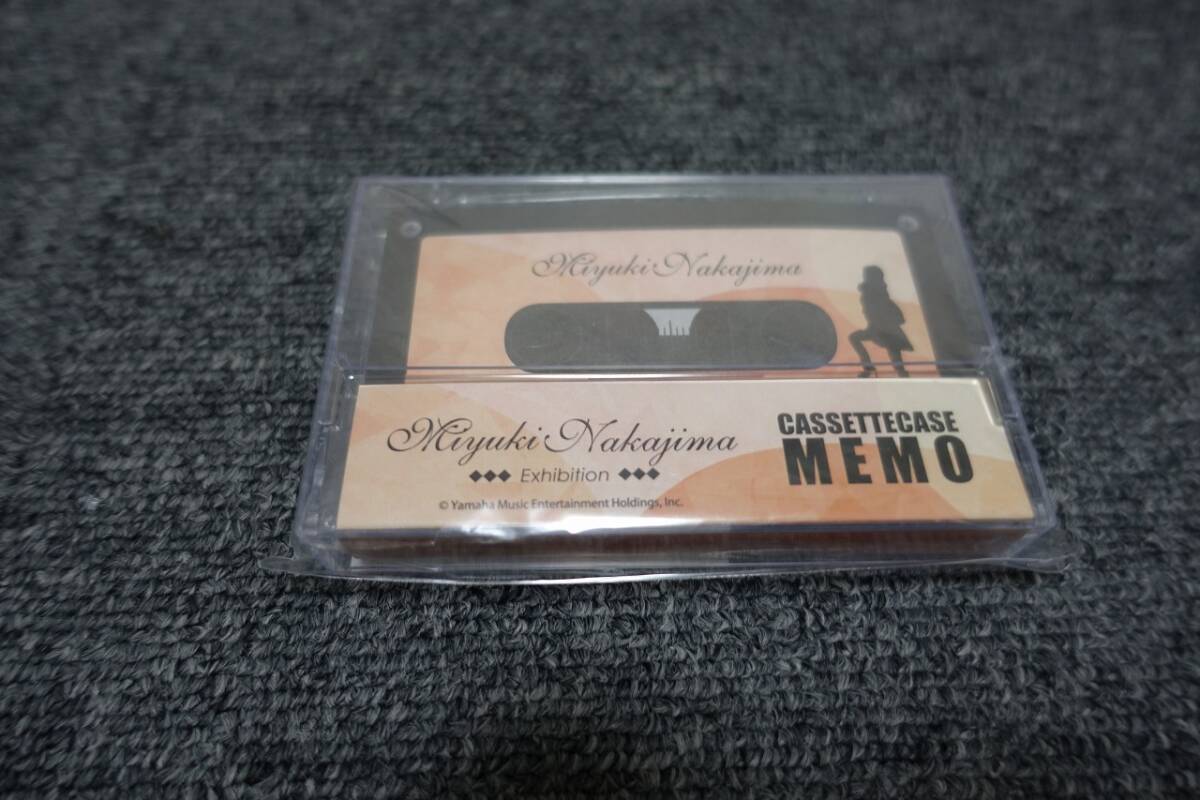 Miyuki Nakajima
Miyuki Nakajima
Exhibition
© Yamaha Music Entertainment Holdings, Inc.
CASSETTECASE
MEMO